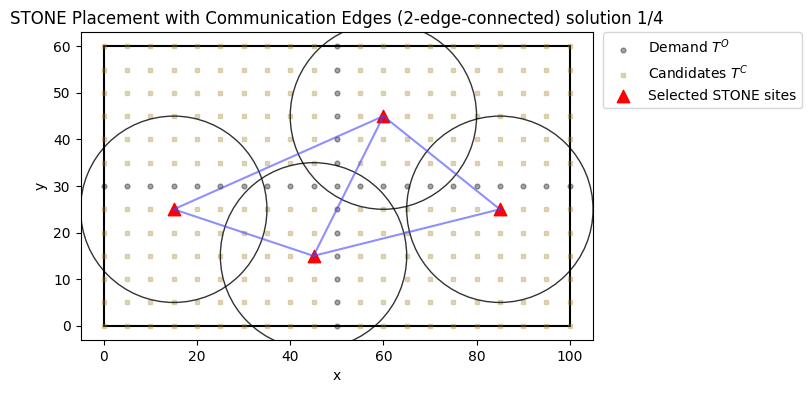 STONE Placement with Communication Edges (2-edge-connected) solution 1/4
60
50
40
30
20
10
0
y
0 20 40 60 80 100
x
Demand T^O
Candidates T^C
Selected STONE sites